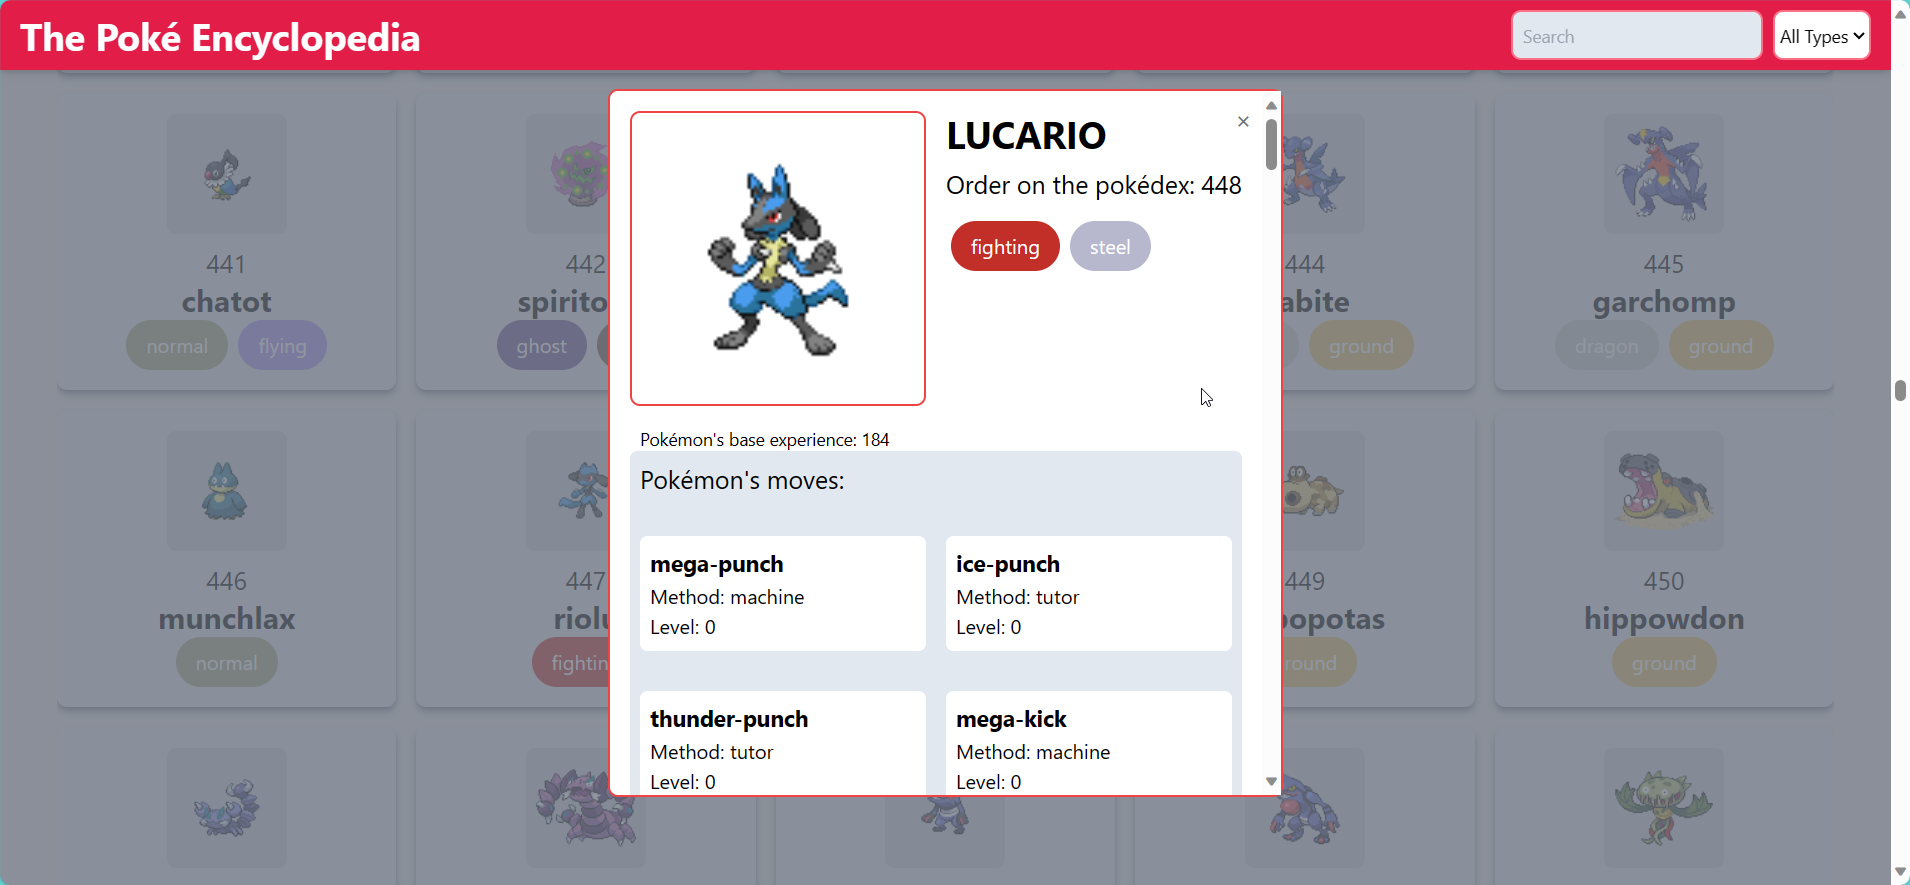 The Poké Encyclopedia
Search
All Types
LUCARIO
×
Order on the pokédex: 448
fighting
steel
Pokémon's base experience: 184
Pokémon's moves:
mega-punch
Method: machine
Level: 0
ice-punch
Method: tutor
Level: 0
thunder-punch
Method: tutor
Level: 0
mega-kick
Method: machine
Level: 0
441
chatot
normal
flying
442
spirito
ghost
444
abite
ground
445
garchomp
dragon
ground
446
munchlax
normal
447
riolu
fightin
449
popotas
round
450
hippowdon
ground